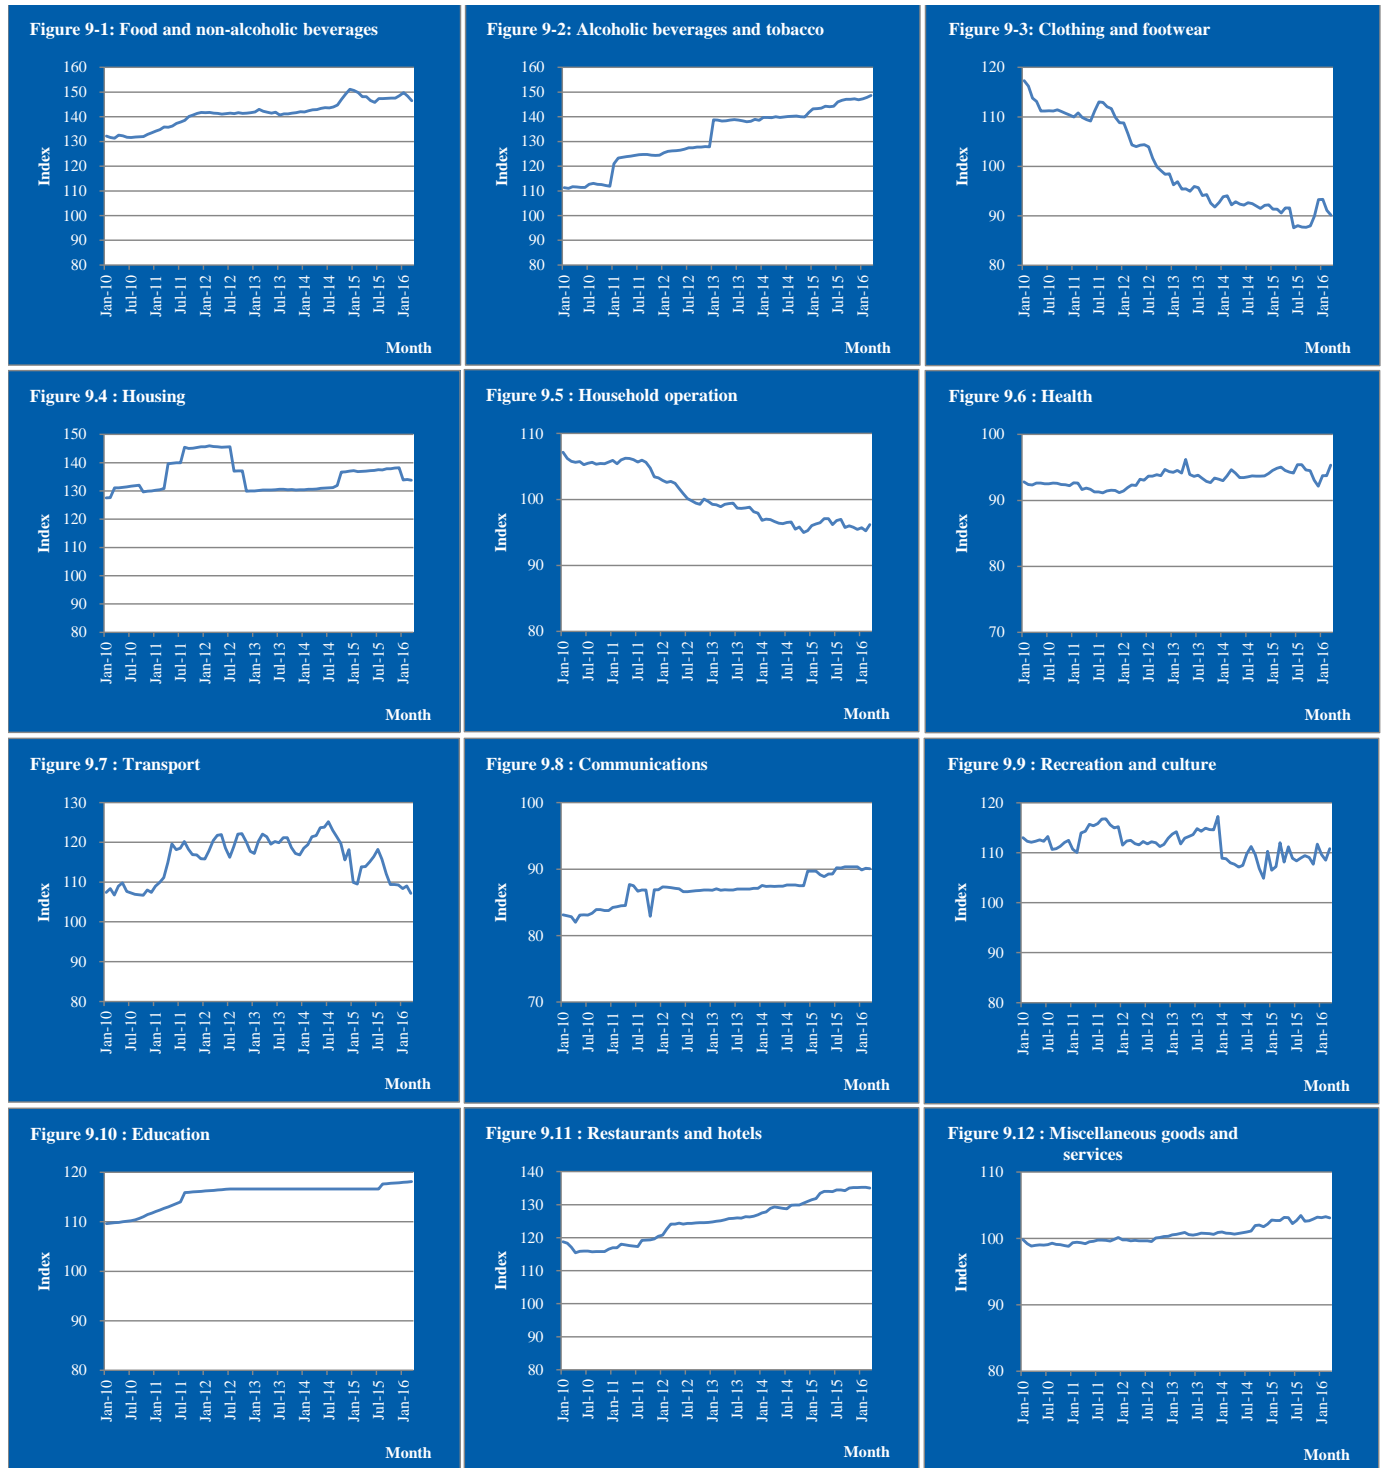 Figure 9-1: Food and non-alcoholic beverages
160
150
140
130
120
110
100
90
80
Index
Jan-10
Jul-10
Jan-11
Jul-11
Jan-12
Jul-12
Jan-13
Jul-13
Jan-14
Jul-14
Jan-15
Jul-15
Jan-16
Month
Figure 9-2: Alcoholic beverages and tobacco
160
150
140
130
120
110
100
90
80
Index
Jan-10
Jul-10
Jan-11
Jul-11
Jan-12
Jul-12
Jan-13
Jul-13
Jan-14
Jul-14
Jan-15
Jul-15
Jan-16
Month
Figure 9-3: Clothing and footwear
120
110
100
90
80
Index
Jan-10
Jul-10
Jan-11
Jul-11
Jan-12
Jul-12
Jan-13
Jul-13
Jan-14
Jul-14
Jan-15
Jul-15
Jan-16
Month
Figure 9.4 : Housing
150
140
130
120
110
100
90
80
Index
Jan-10
Jul-10
Jan-11
Jul-11
Jan-12
Jul-12
Jan-13
Jul-13
Jan-14
Jul-14
Jan-15
Jul-15
Jan-16
Month
Figure 9.5 : Household operation
110
100
90
80
Index
Jan-10
Jul-10
Jan-11
Jul-11
Jan-12
Jul-12
Jan-13
Jul-13
Jan-14
Jul-14
Jan-15
Jul-15
Jan-16
Month
Figure 9.6 : Health
100
90
80
70
Index
Jan-10
Jul-10
Jan-11
Jul-11
Jan-12
Jul-12
Jan-13
Jul-13
Jan-14
Jul-14
Jan-15
Jul-15
Jan-16
Month
Figure 9.7 : Transport
130
120
110
100
90
80
Index
Jan-10
Jul-10
Jan-11
Jul-11
Jan-12
Jul-12
Jan-13
Jul-13
Jan-14
Jul-14
Jan-15
Jul-15
Jan-16
Month
Figure 9.8 : Communications
100
90
80
70
Index
Jan-10
Jul-10
Jan-11
Jul-11
Jan-12
Jul-12
Jan-13
Jul-13
Jan-14
Jul-14
Jan-15
Jul-15
Jan-16
Month
Figure 9.9 : Recreation and culture
120
110
100
90
80
Index
Jan-10
Jul-10
Jan-11
Jul-11
Jan-12
Jul-12
Jan-13
Jul-13
Jan-14
Jul-14
Jan-15
Jul-15
Jan-16
Month
Figure 9.10 : Education
120
110
100
90
80
Index
Jan-10
Jul-10
Jan-11
Jul-11
Jan-12
Jul-12
Jan-13
Jul-13
Jan-14
Jul-14
Jan-15
Jul-15
Jan-16
Month
Figure 9.11 : Restaurants and hotels
140
130
120
110
100
90
80
Index
Jan-10
Jul-10
Jan-11
Jul-11
Jan-12
Jul-12
Jan-13
Jul-13
Jan-14
Jul-14
Jan-15
Jul-15
Jan-16
Month
Figure 9.12 : Miscellaneous goods and
services
110
100
90
80
Index
Jan-10
Jul-10
Jan-11
Jul-11
Jan-12
Jul-12
Jan-13
Jul-13
Jan-14
Jul-14
Jan-15
Jul-15
Jan-16
Month